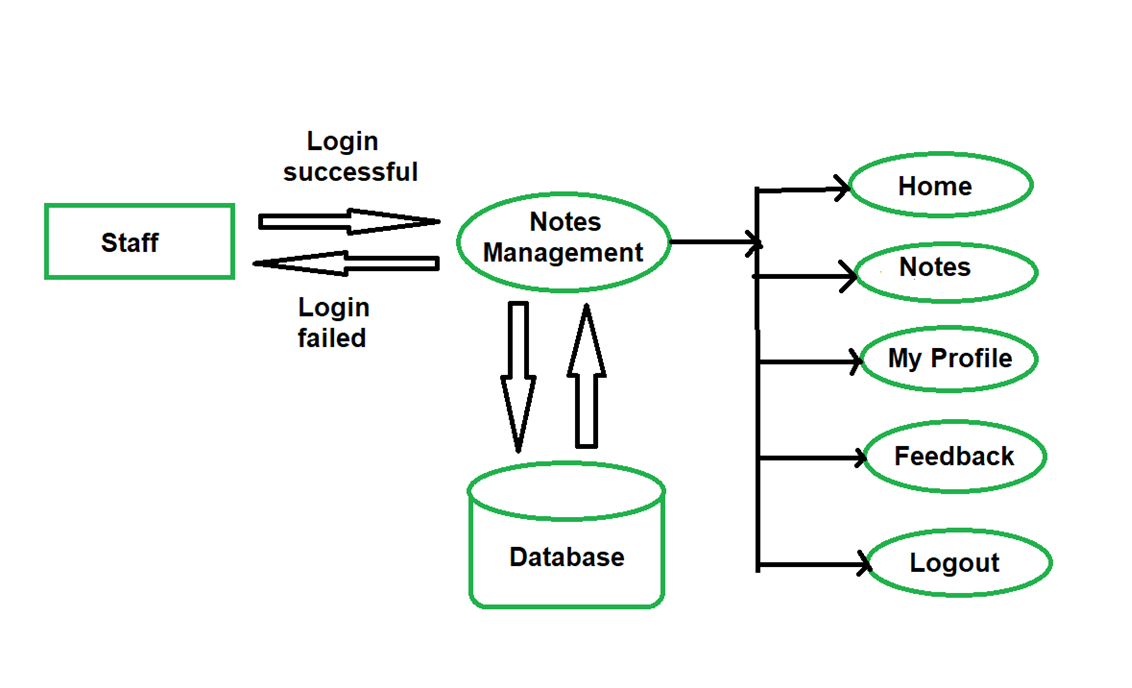 Login
successful
Staff
Login
failed
Notes
Management
Database
Home
Notes
My Profile
Feedback
Logout